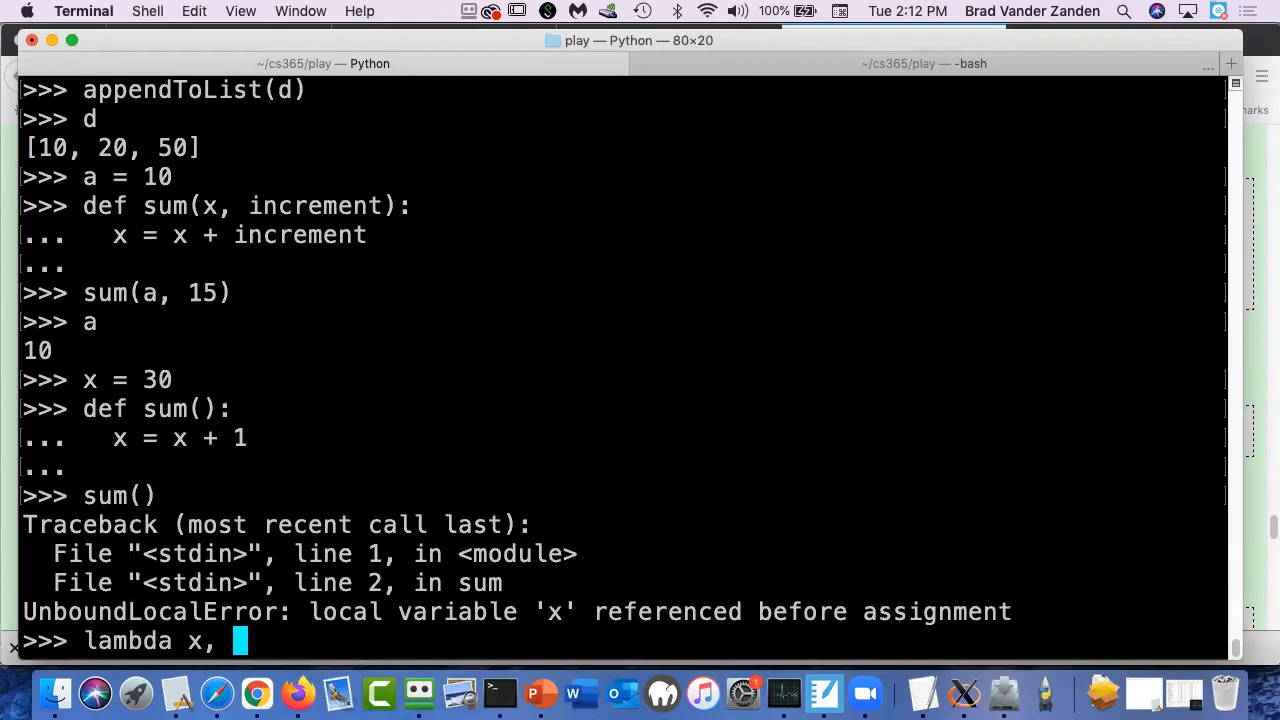 Terminal Shell Edit View Window Help 100% Tue 2:12 PM Brad Vander Zanden
play — Python — 80×20
~/cs365/play — Python ~/cs365/play — -bash ... +
>>> appendToList(d)
>>> d
[10, 20, 50]
>>> a = 10
>>> def sum(x, increment):
...   x = x + increment
...
>>> sum(a, 15)
>>> a
10
>>> x = 30
>>> def sum():
...   x = x + 1
...
>>> sum()
Traceback (most recent call last):
  File "<stdin>", line 1, in <module>
  File "<stdin>", line 2, in sum
UnboundLocalError: local variable 'x' referenced before assignment
>>> lambda x,